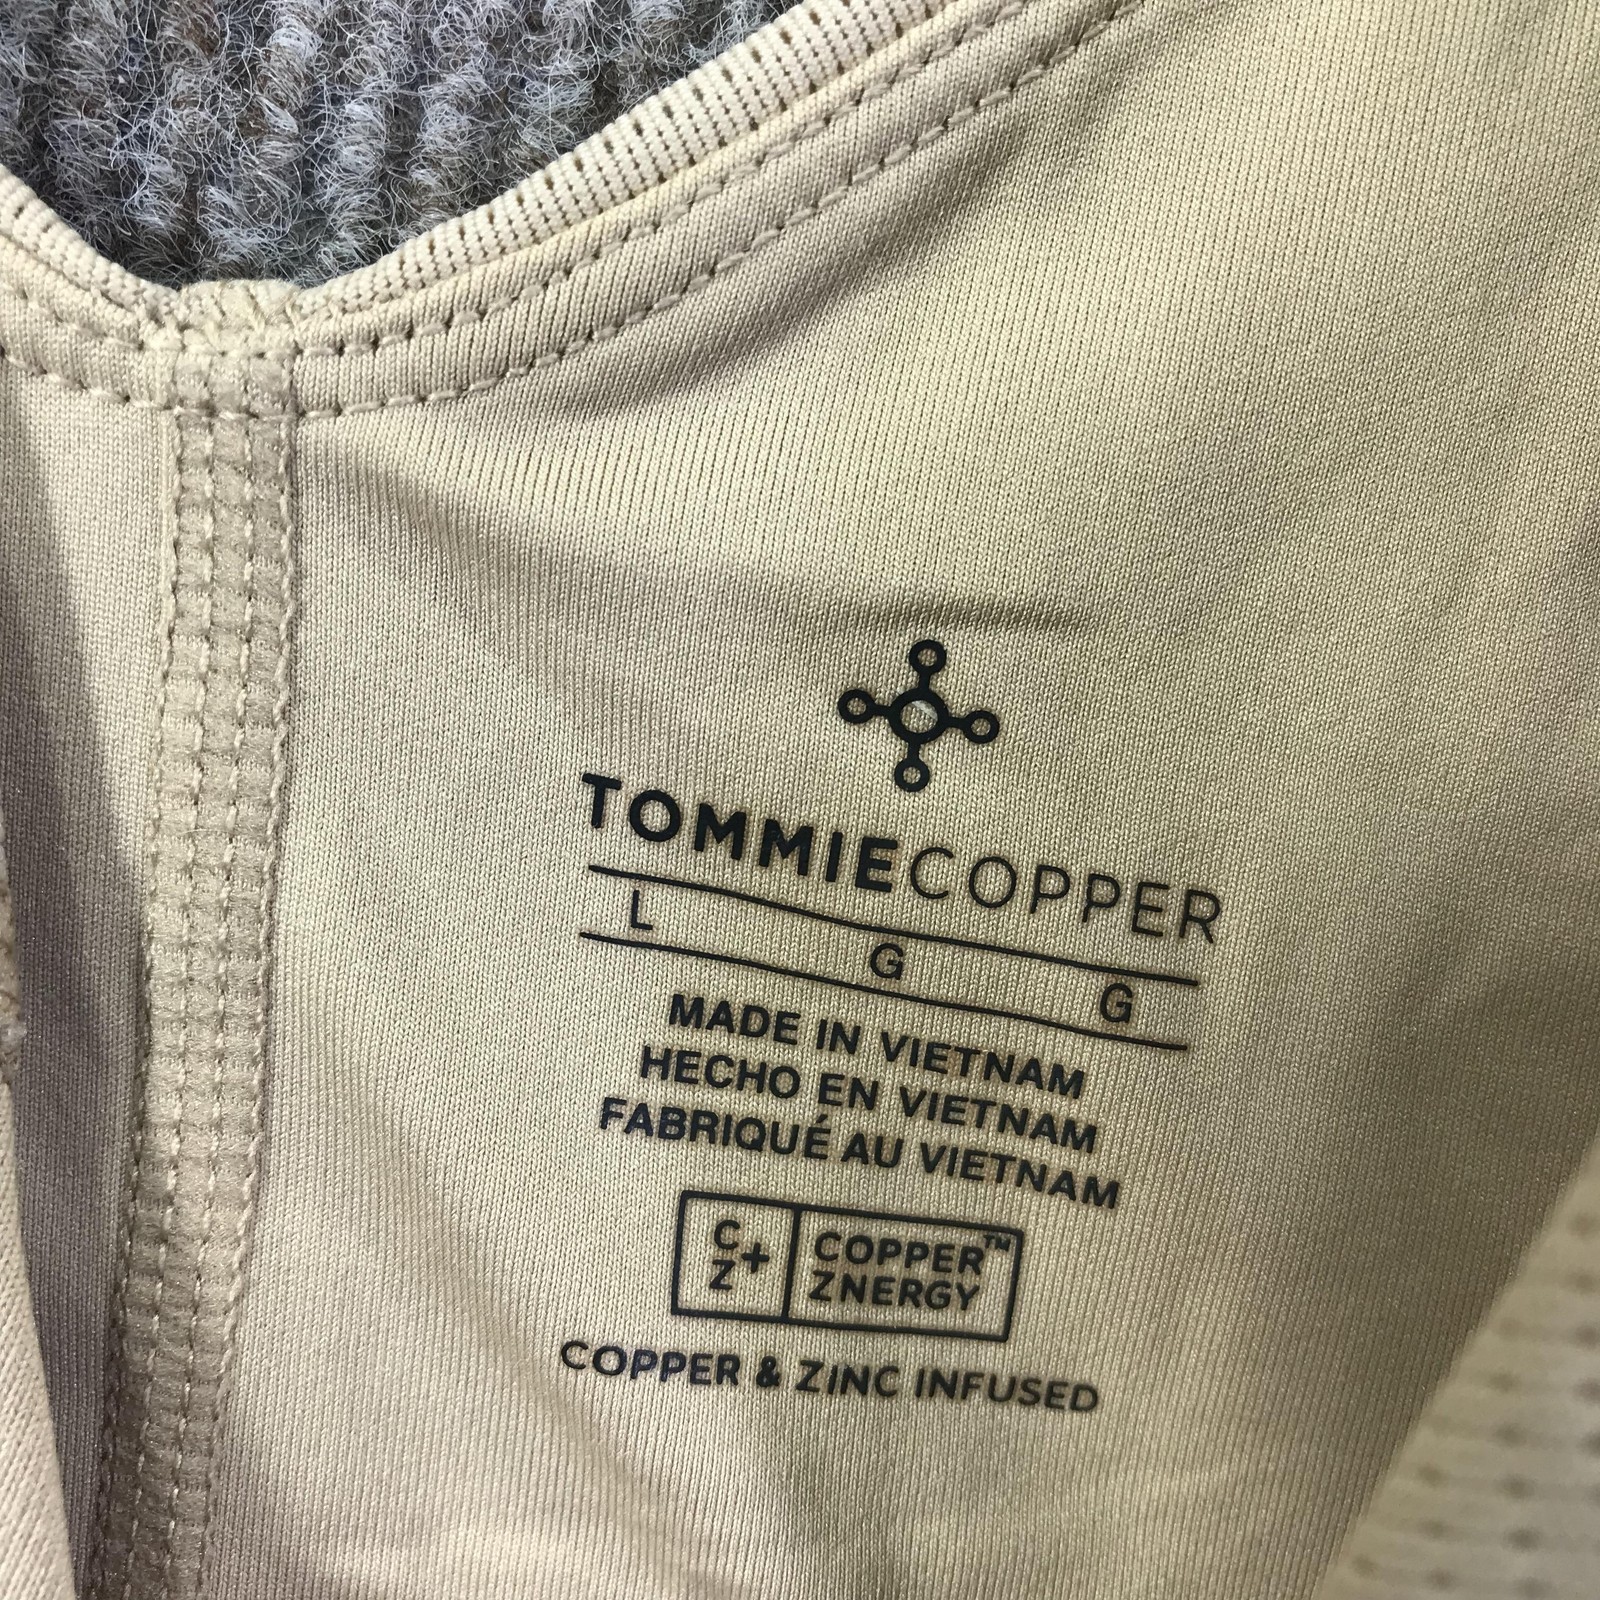 TOMMIECOPPER
L G G
MADE IN VIETNAM
HECHO EN VIETNAM
FABRIQUÉ AU VIETNAM
C
Z+
COPPER™
ZNERGY
COPPER & ZINC INFUSED